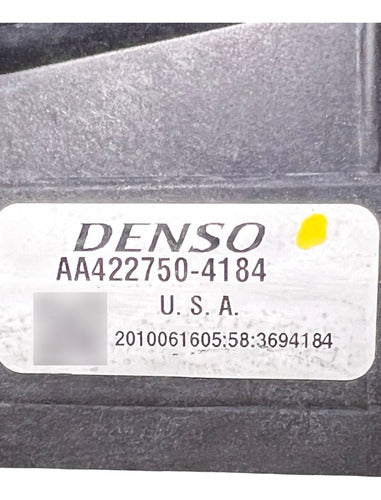 DENSO
AA422750-4184
U. S. A.
2010061605:58:3694184